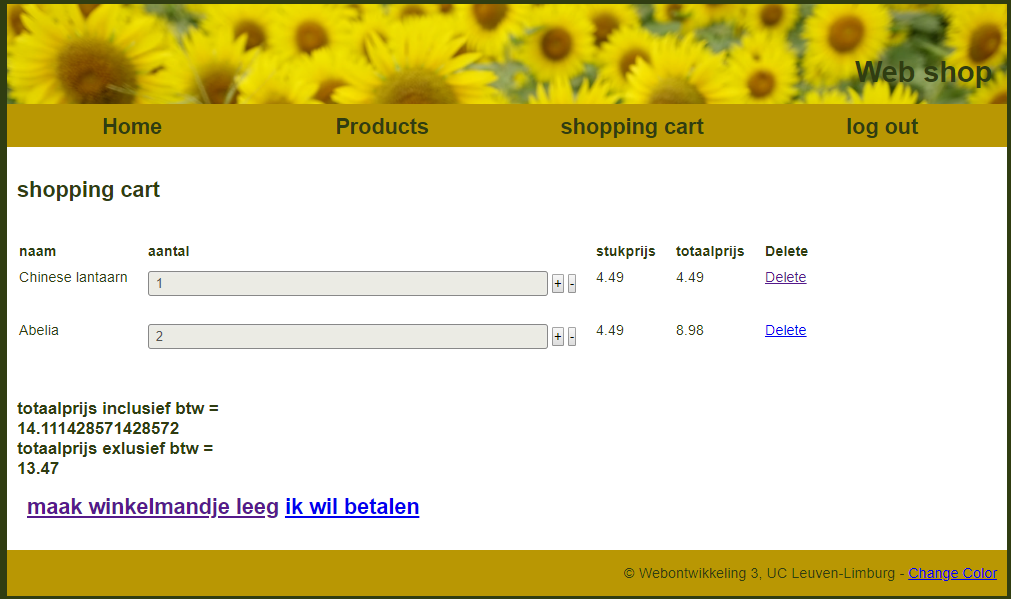 Web shop
Home Products shopping cart log out
shopping cart
naam aantal stukprijs totaalprijs Delete
Chinese lantaarn 1 + - 4.49 4.49 Delete
Abelia 2 + - 4.49 8.98 Delete
totaalprijs inclusief btw =
14.111428571428572
totaalprijs exlusief btw =
13.47
maak winkelmandje leeg ik wil betalen
© Webontwikkeling 3, UC Leuven-Limburg - Change Color